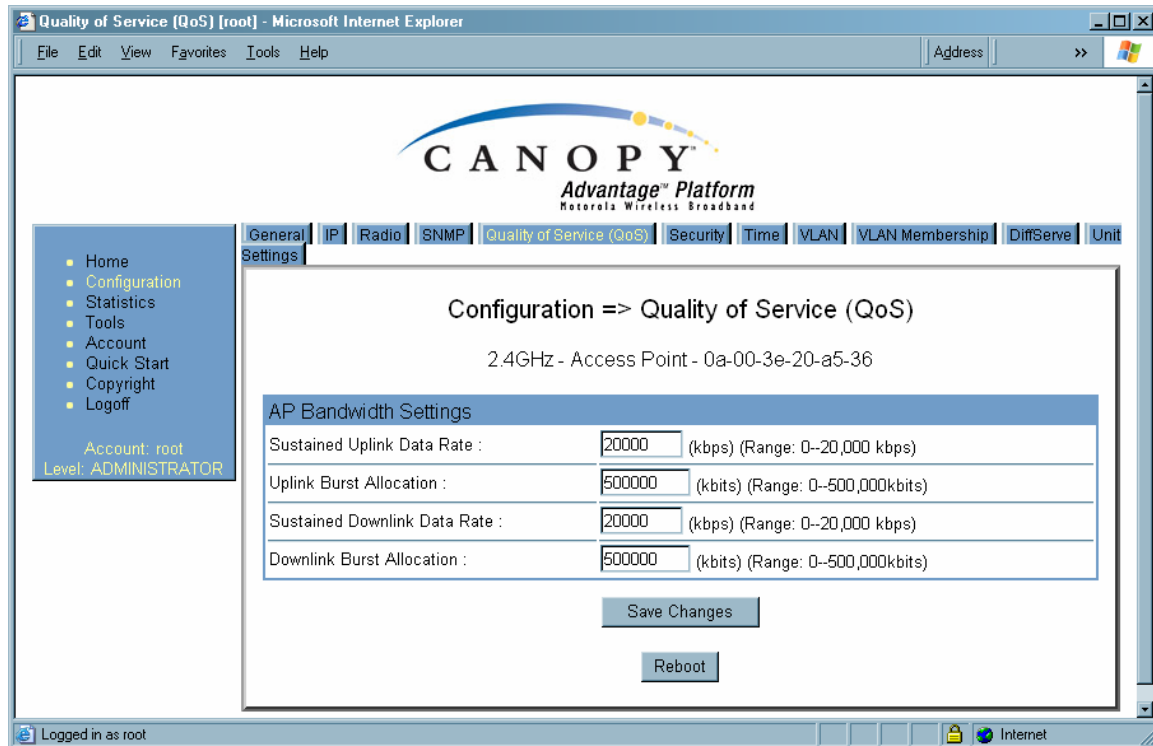 Quality of Service (QoS) [root] - Microsoft Internet Explorer
File Edit View Favorites Tools Help Address »
CANOPY™
Advantage™ Platform
Motorola Wireless Broadband
General IP Radio SNMP Quality of Service (QoS) Security Time VLAN VLAN Membership DiffServe Unit
Settings
Home
Configuration
Statistics
Tools
Account
Quick Start
Copyright
Logoff
Account: root
Level: ADMINISTRATOR
Configuration => Quality of Service (QoS)
2.4GHz - Access Point - 0a-00-3e-20-a5-36
AP Bandwidth Settings
Sustained Uplink Data Rate : 20000 (kbps) (Range: 0--20,000 kbps)
Uplink Burst Allocation : 500000 (kbits) (Range: 0--500,000kbits)
Sustained Downlink Data Rate : 20000 (kbps) (Range: 0--20,000 kbps)
Downlink Burst Allocation : 500000 (kbits) (Range: 0--500,000kbits)
Save Changes
Reboot
Logged in as root Internet